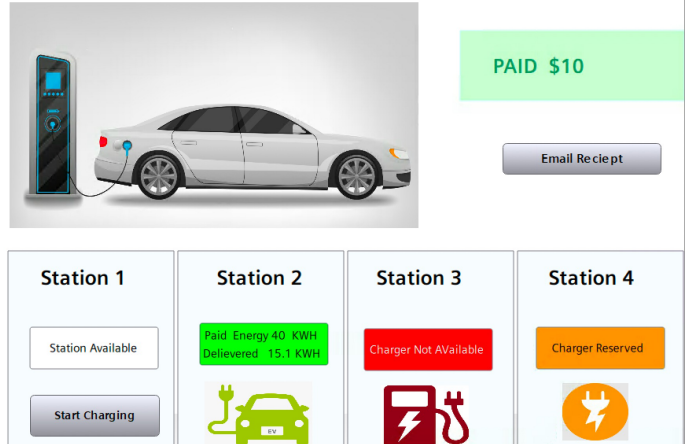 PAID $10
Email Reciept
Station 1
Station Available
Start Charging
Station 2
Paid Energy 40 KWH
Delievered 15.1 KWH
EV
Station 3
Charger Not AVailable
Station 4
Charger Reserved